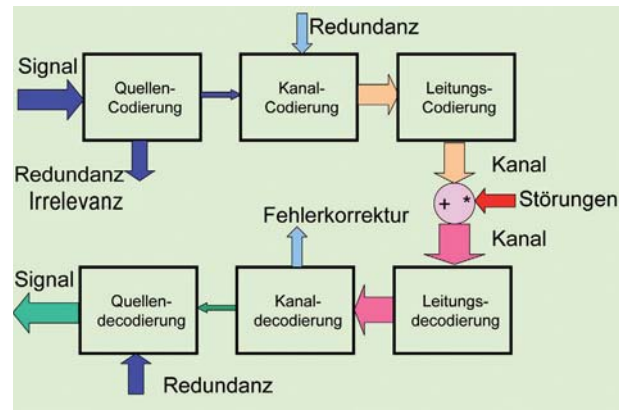 Redundanz
Signal
Quellen-
Codierung
Kanal-
Codierung
Leitungs-
Codierung
Redundanz
Irrelevanz
Kanal
+ *
Störungen
Fehlerkorrektur
Kanal
Signal
Quellen-
decodierung
Kanal-
decodierung
Leitungs-
decodierung
Redundanz